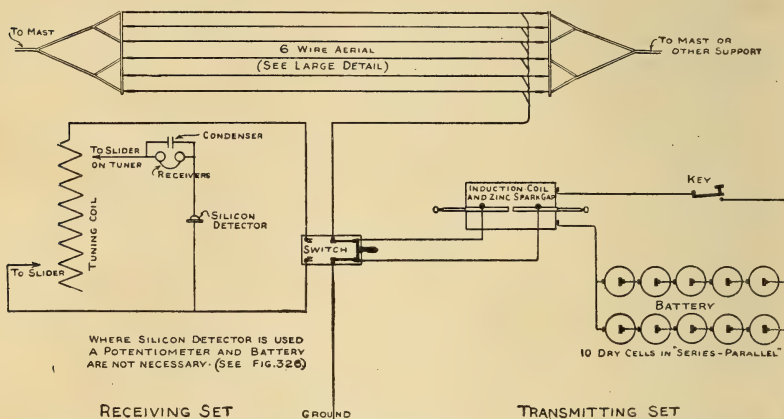 To Mast
6 Wire Aerial
(See Large Detail)
To Mast or
Other Support
Condenser
To Slider
on Tuner
Receivers
Tuning Coil
Silicon
Detector
To Slider
Switch
Induction Coil
and Zinc Spark Gap
Key
Battery
10 Dry Cells in "Series-Parallel"
Where Silicon Detector is used
a Potentiometer and Battery
are not necessary. (See Fig. 326)
Receiving Set
Ground
Transmitting Set